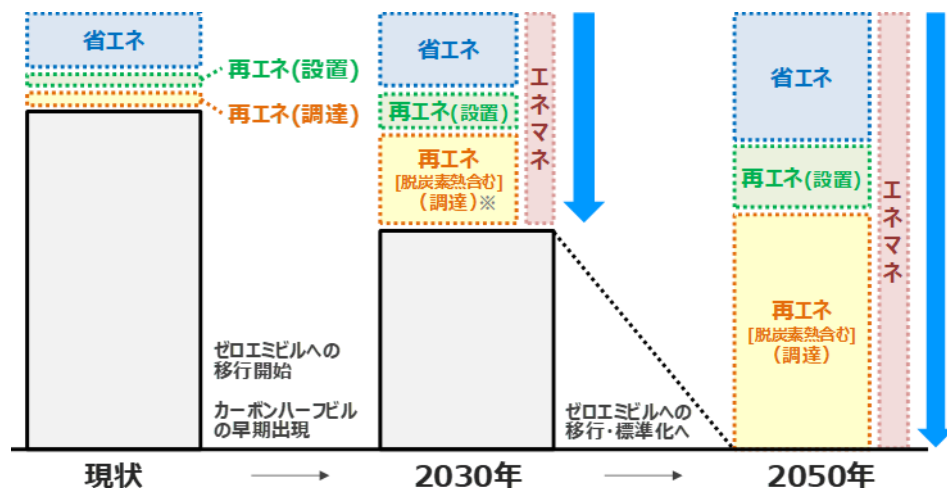 省エネ
再エネ(設置)
再エネ(調達)
ゼロエミビルへの
移行開始
カーボンハーフビル
の早期出現
省エネ
再エネ(設置)
再エネ
[脱炭素熱含む]
(調達)※
エネマネ
ゼロエミビルへの
移行・標準化へ
省エネ
再エネ(設置)
再エネ
[脱炭素熱含む]
(調達)
エネマネ
現状
2030年
2050年